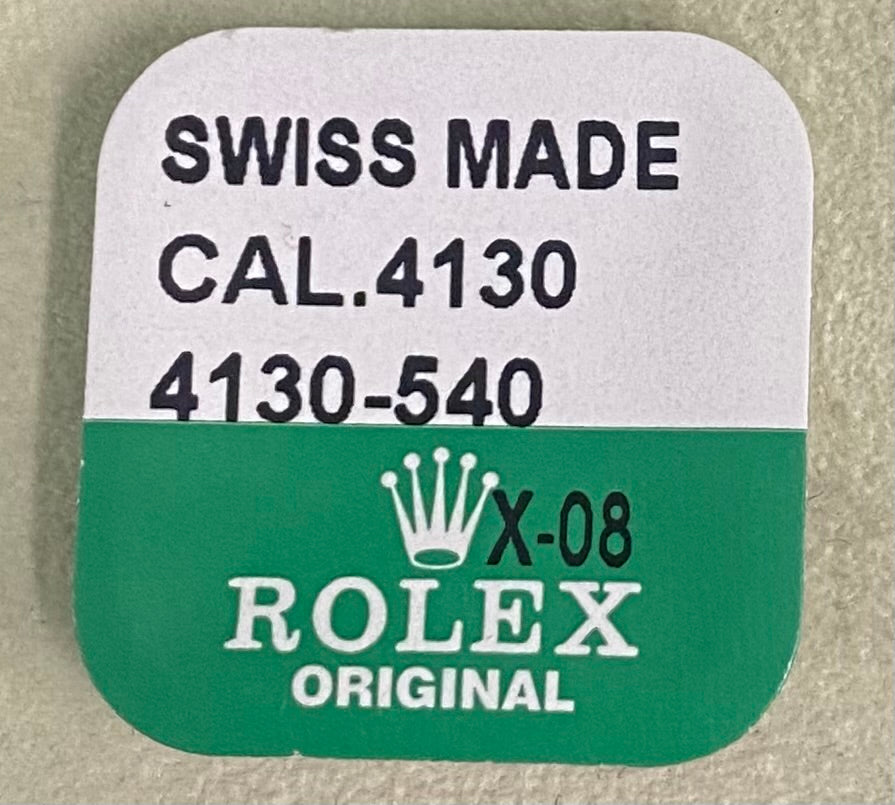 SWISS MADE
CAL.4130
4130-540
X-08
ROLEX
ORIGINAL